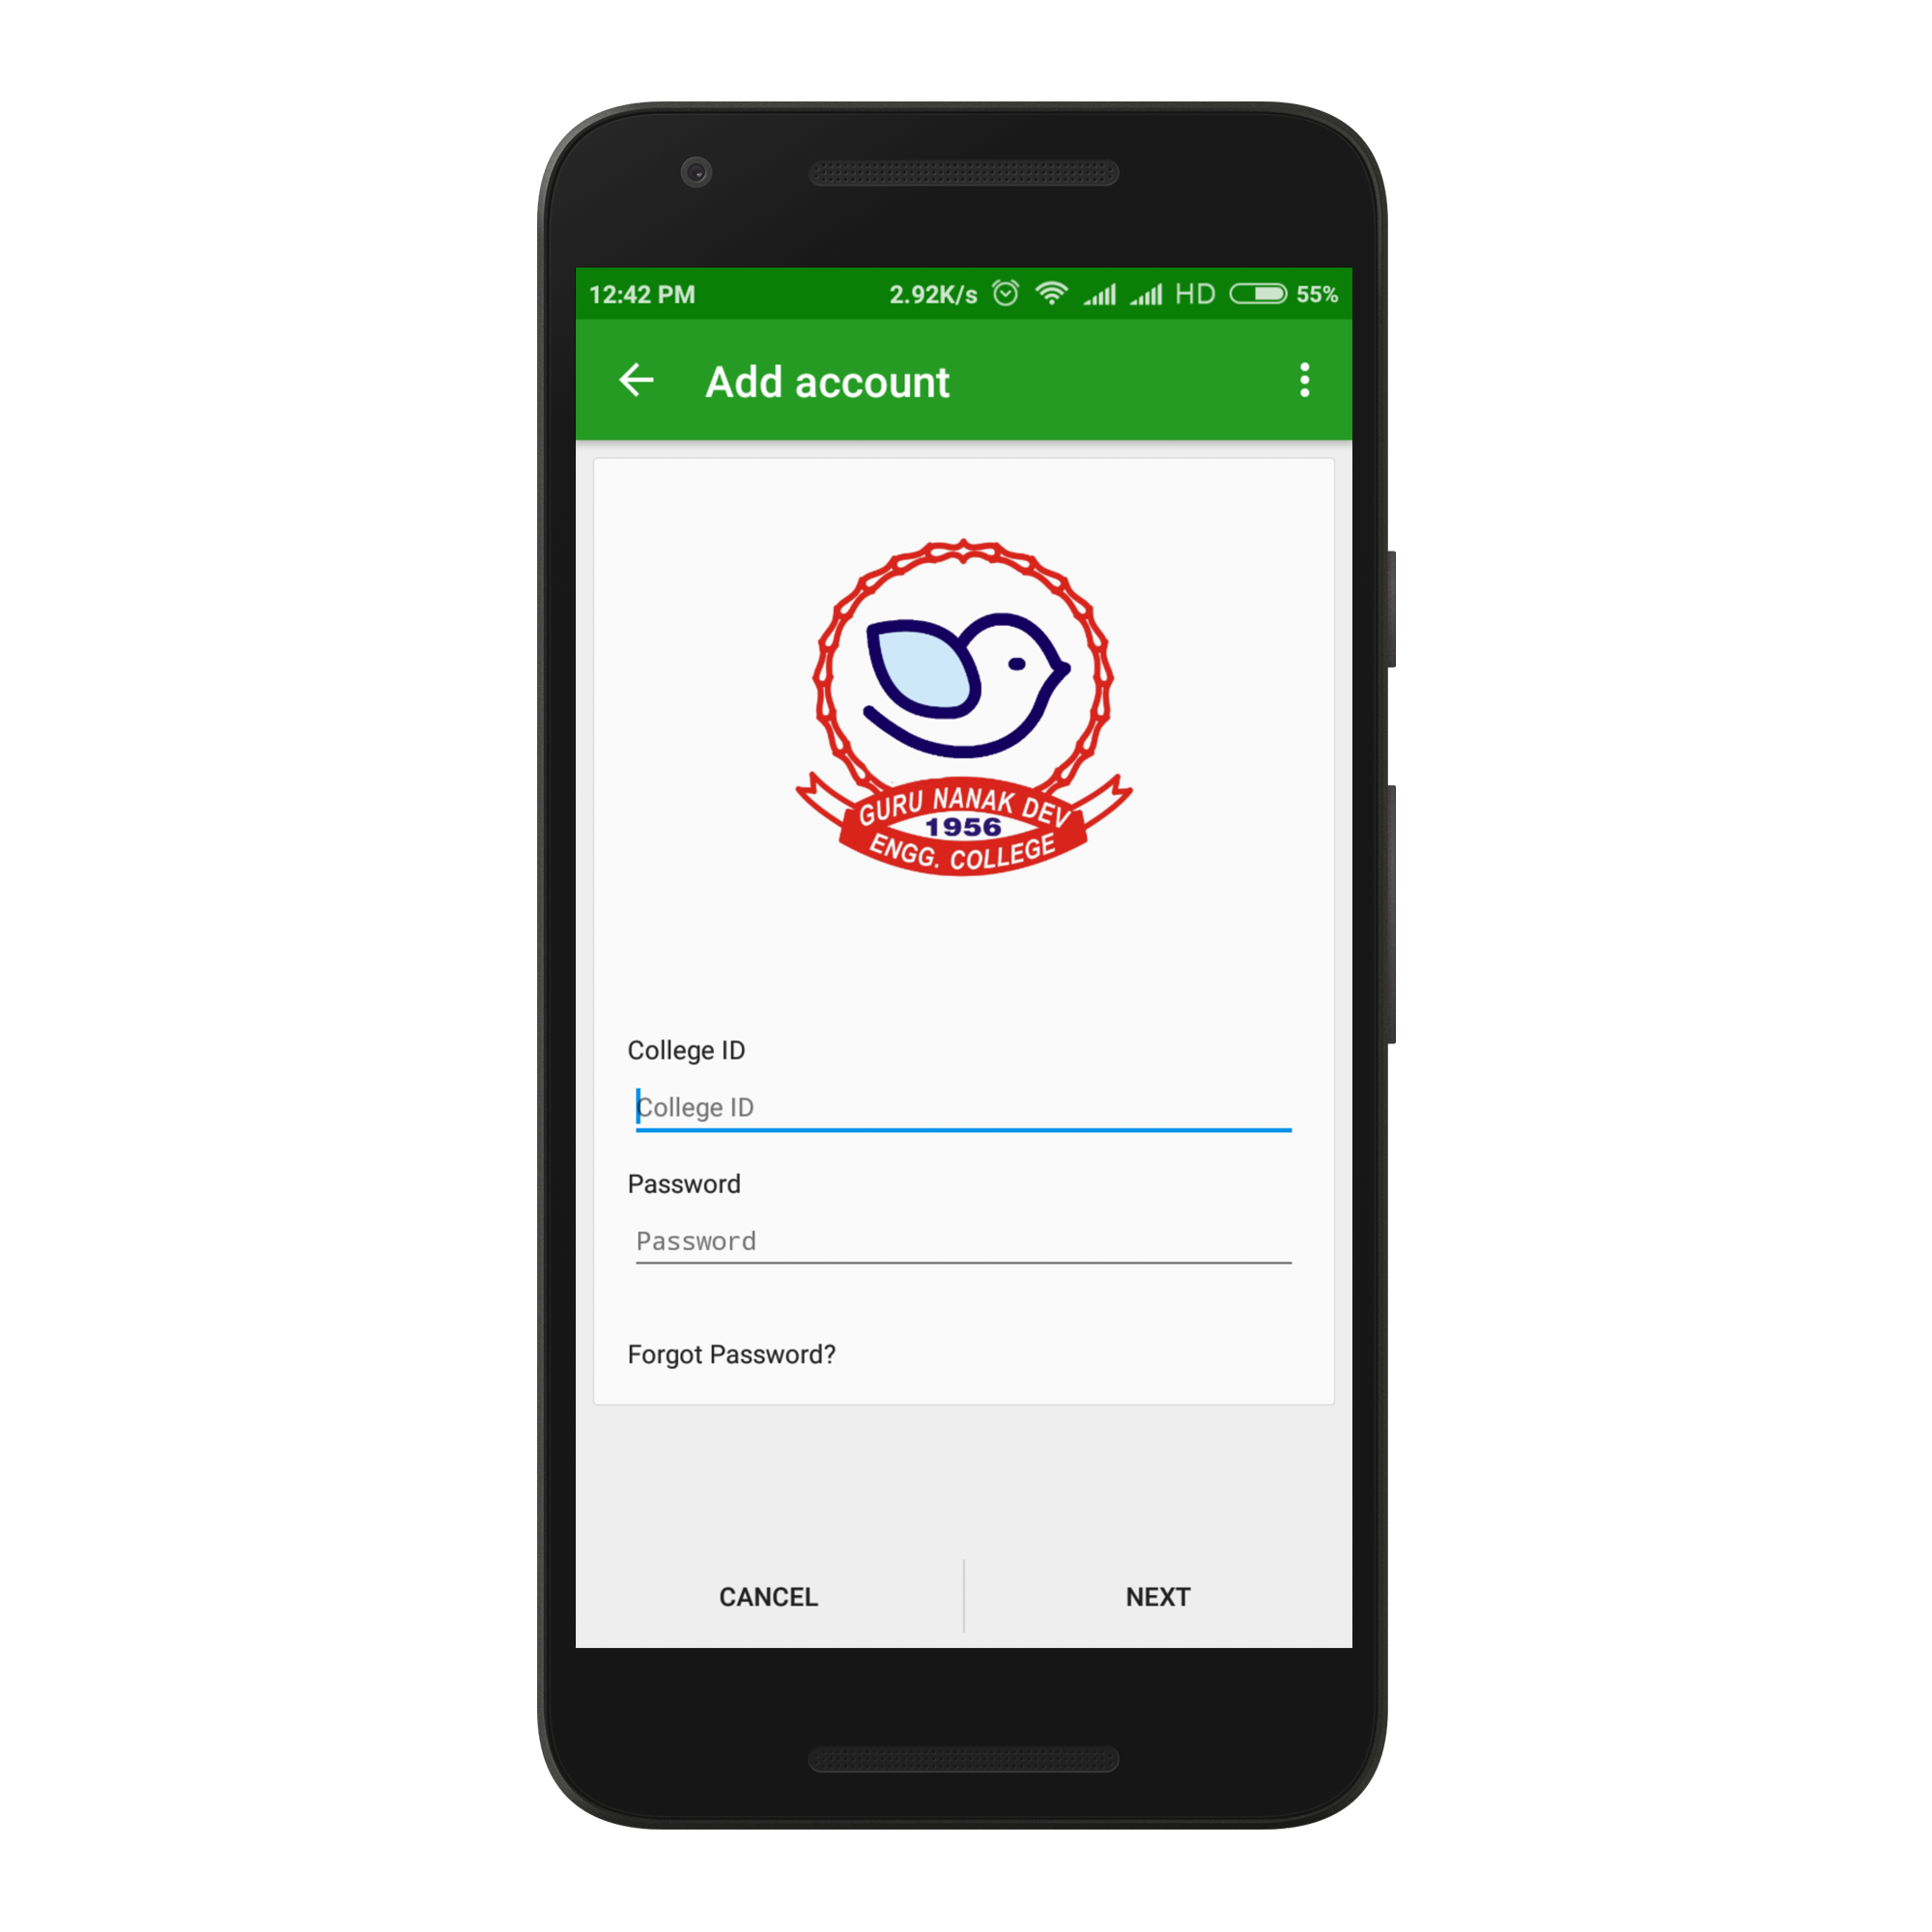 12:42 PM 2.92K/s HD 55%
Add account
GURU NANAK DEV
1956
ENGG. COLLEGE
College ID
College ID
Password
Password
Forgot Password?
CANCEL NEXT